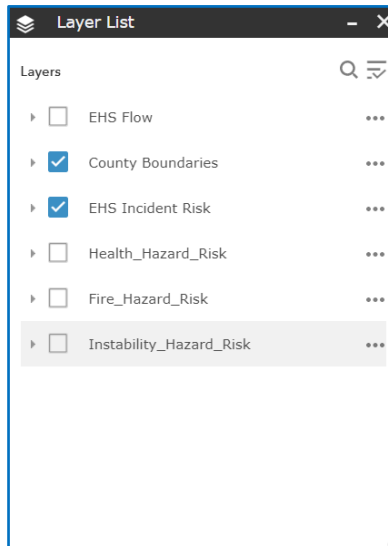 Layer List
Layers
EHS Flow
County Boundaries
EHS Incident Risk
Health_Hazard_Risk
Fire_Hazard_Risk
Instability_Hazard_Risk